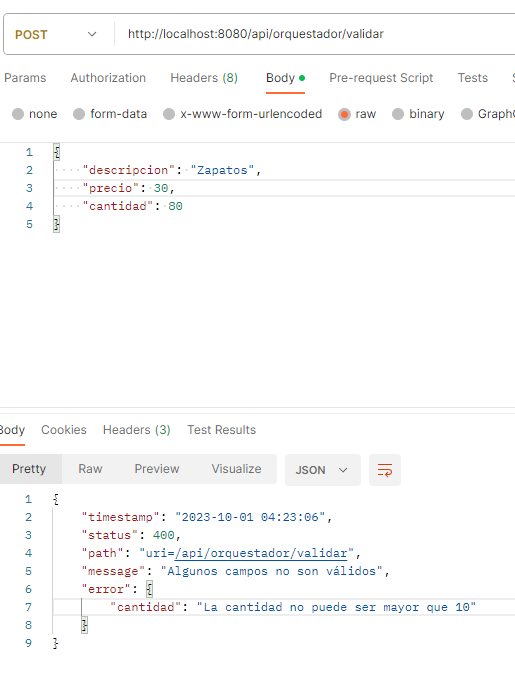 POST http://localhost:8080/api/orquestador/validar
Params Authorization Headers (8) Body Pre-request Script Tests
none form-data x-www-form-urlencoded raw binary
1 {
2 "descripcion": "Zapatos",
3 "precio": 30,
4 "cantidad": 80
5 }
Body Cookies Headers (3) Test Results
Pretty Raw Preview Visualize JSON
1 {
2 "timestamp": "2023-10-01 04:23:06",
3 "status": 400,
4 "path": "uri=/api/orquestador/validar",
5 "message": "Algunos campos no son válidos",
6 "error": {
7 "cantidad": "La cantidad no puede ser mayor que 10"
8 }
9 }